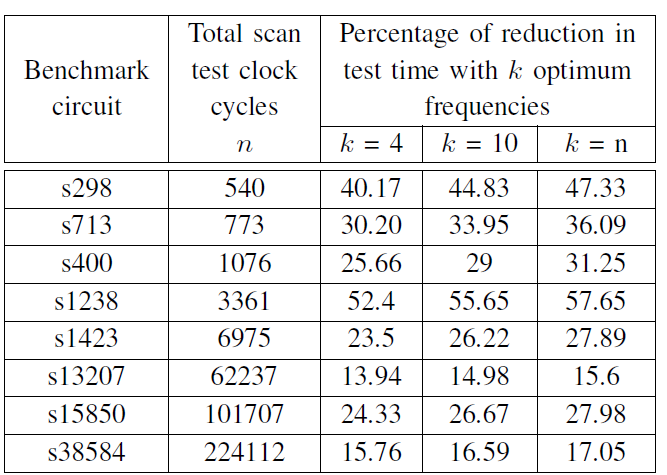 Benchmark circuit
Total scan test clock cycles n
Percentage of reduction in test time with k optimum frequencies
k = 4 k = 10 k = n
s298 540 40.17 44.83 47.33
s713 773 30.20 33.95 36.09
s400 1076 25.66 29 31.25
s1238 3361 52.4 55.65 57.65
s1423 6975 23.5 26.22 27.89
s13207 62237 13.94 14.98 15.6
s15850 101707 24.33 26.67 27.98
s38584 224112 15.76 16.59 17.05